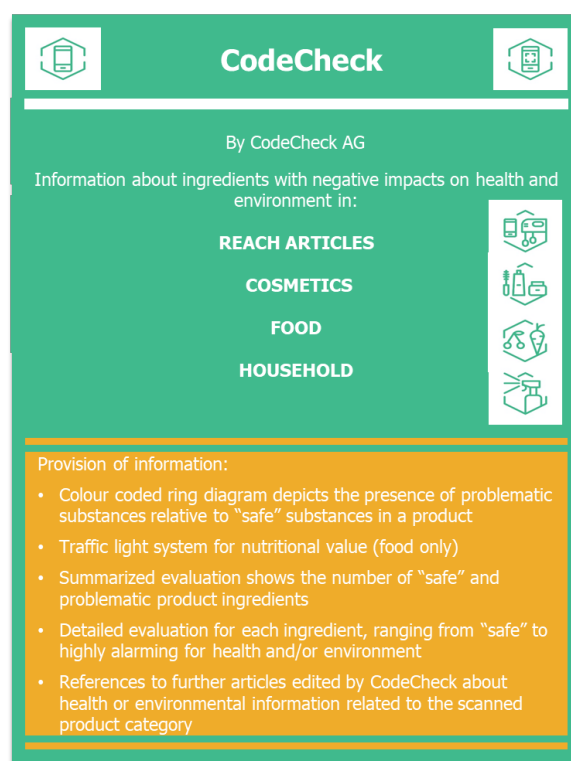 CodeCheck
By CodeCheck AG
Information about ingredients with negative impacts on health and
environment in:
REACH ARTICLES
COSMETICS
FOOD
HOUSEHOLD
Provision of information:
• Colour coded ring diagram depicts the presence of problematic
substances relative to “safe” substances in a product
• Traffic light system for nutritional value (food only)
• Summarized evaluation shows the number of “safe” and
problematic product ingredients
• Detailed evaluation for each ingredient, ranging from “safe” to
highly alarming for health and/or environment
• References to further articles edited by CodeCheck about
health or environmental information related to the scanned
product category